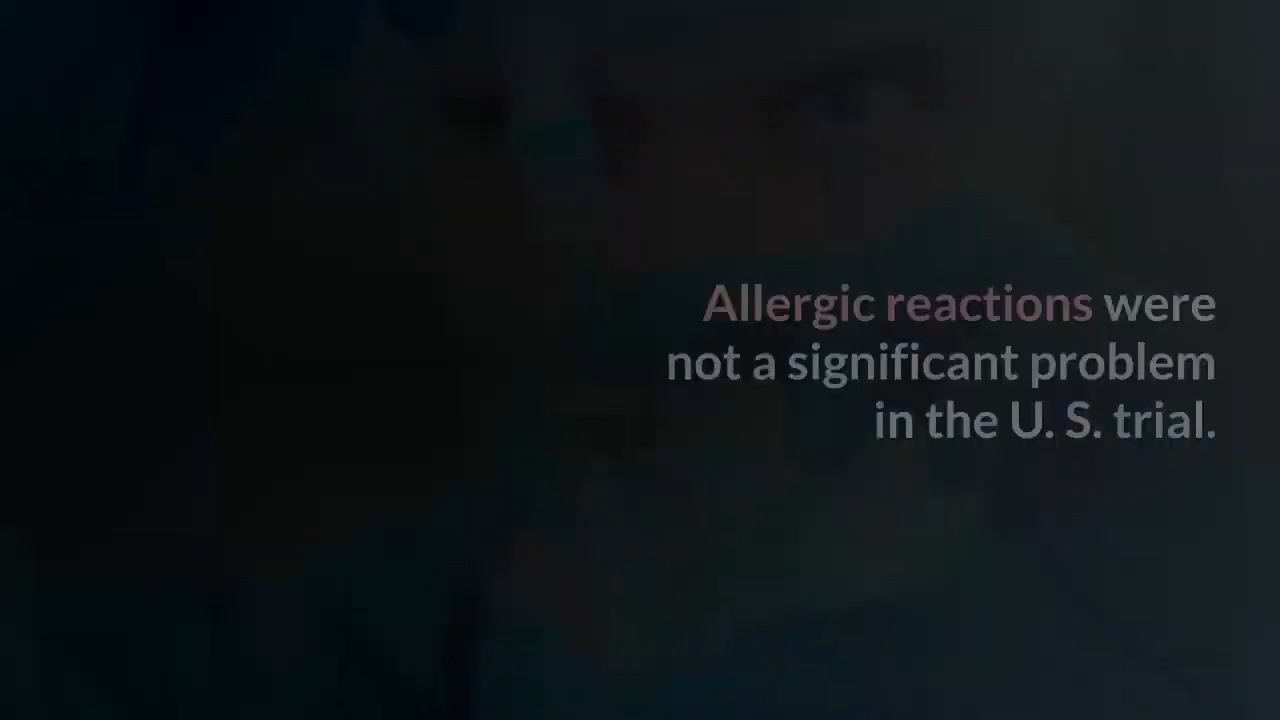 Allergic reactions were
not a significant problem
in the U. S. trial.